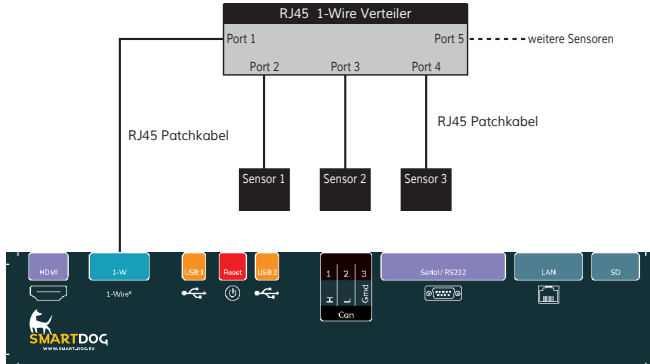 RJ45 1-Wire Verteiler
Port 1
Port 5
weitere Sensoren
Port 2
Port 3
Port 4
RJ45 Patchkabel
RJ45 Patchkabel
Sensor 1
Sensor 2
Sensor 3
HDMI
1-W
USB 1
Reset
USB 2
1 2 3
Serial / RS232
LAN
SD
1-Wire®
H L Gmd
Can
SMARTDOG
WWW.SMART-DOG.EU